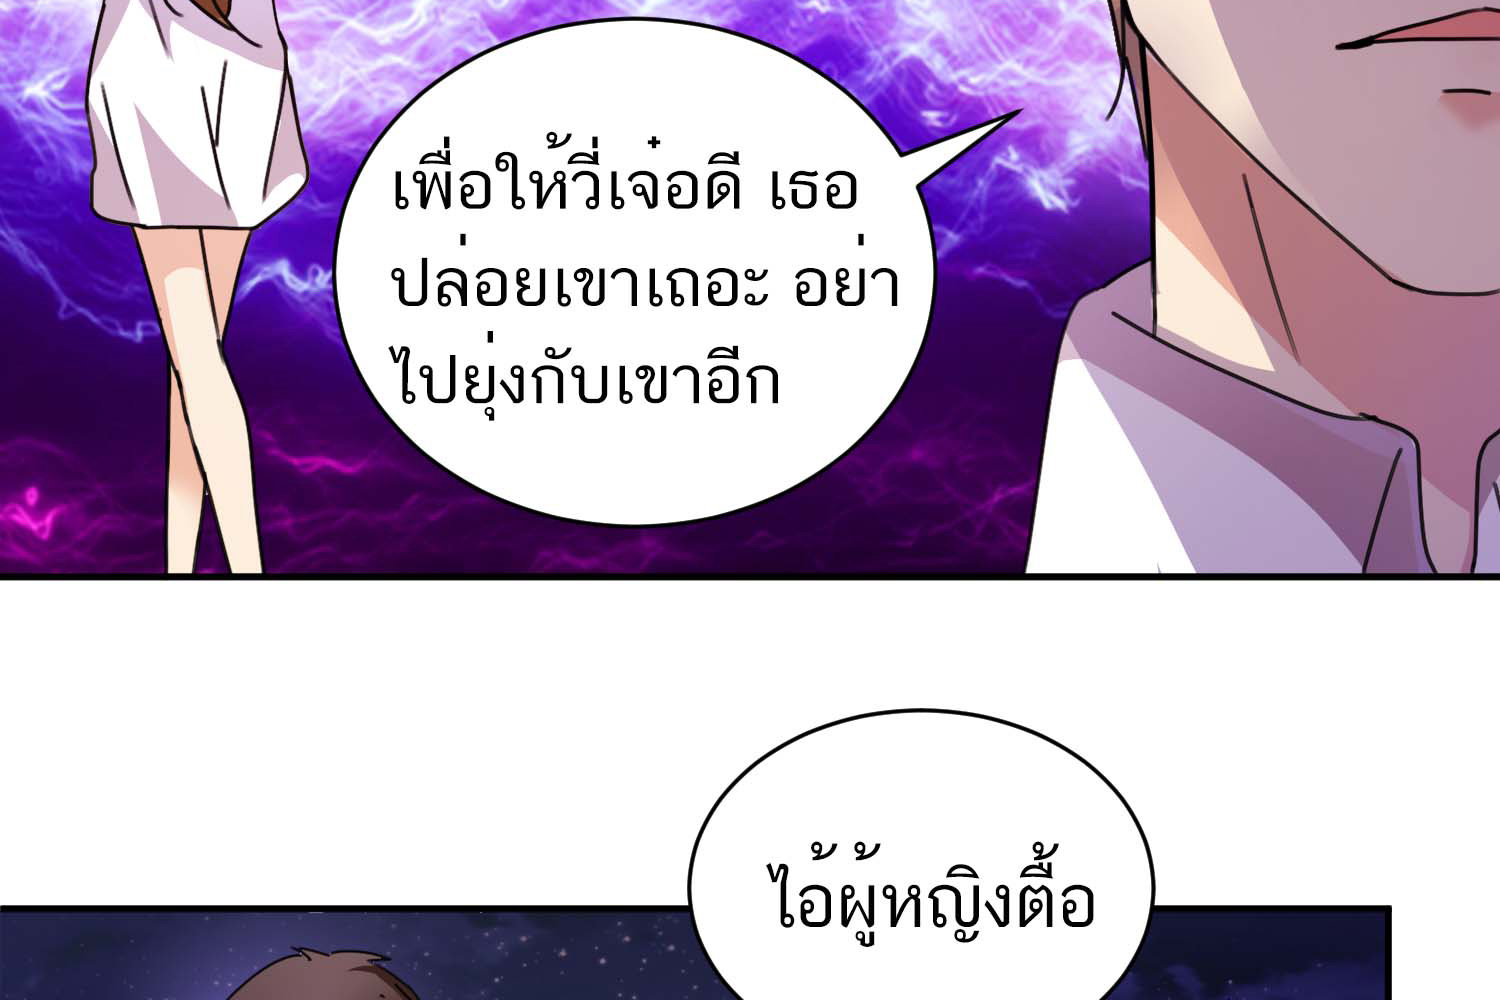 เพื่อให้วี่เจ๋อดี เธอ
ปล่อยเขาเถอะ อย่า
ไปยุ่งกับเขาอีก
ไอ้ผู้หญิงตื้อ